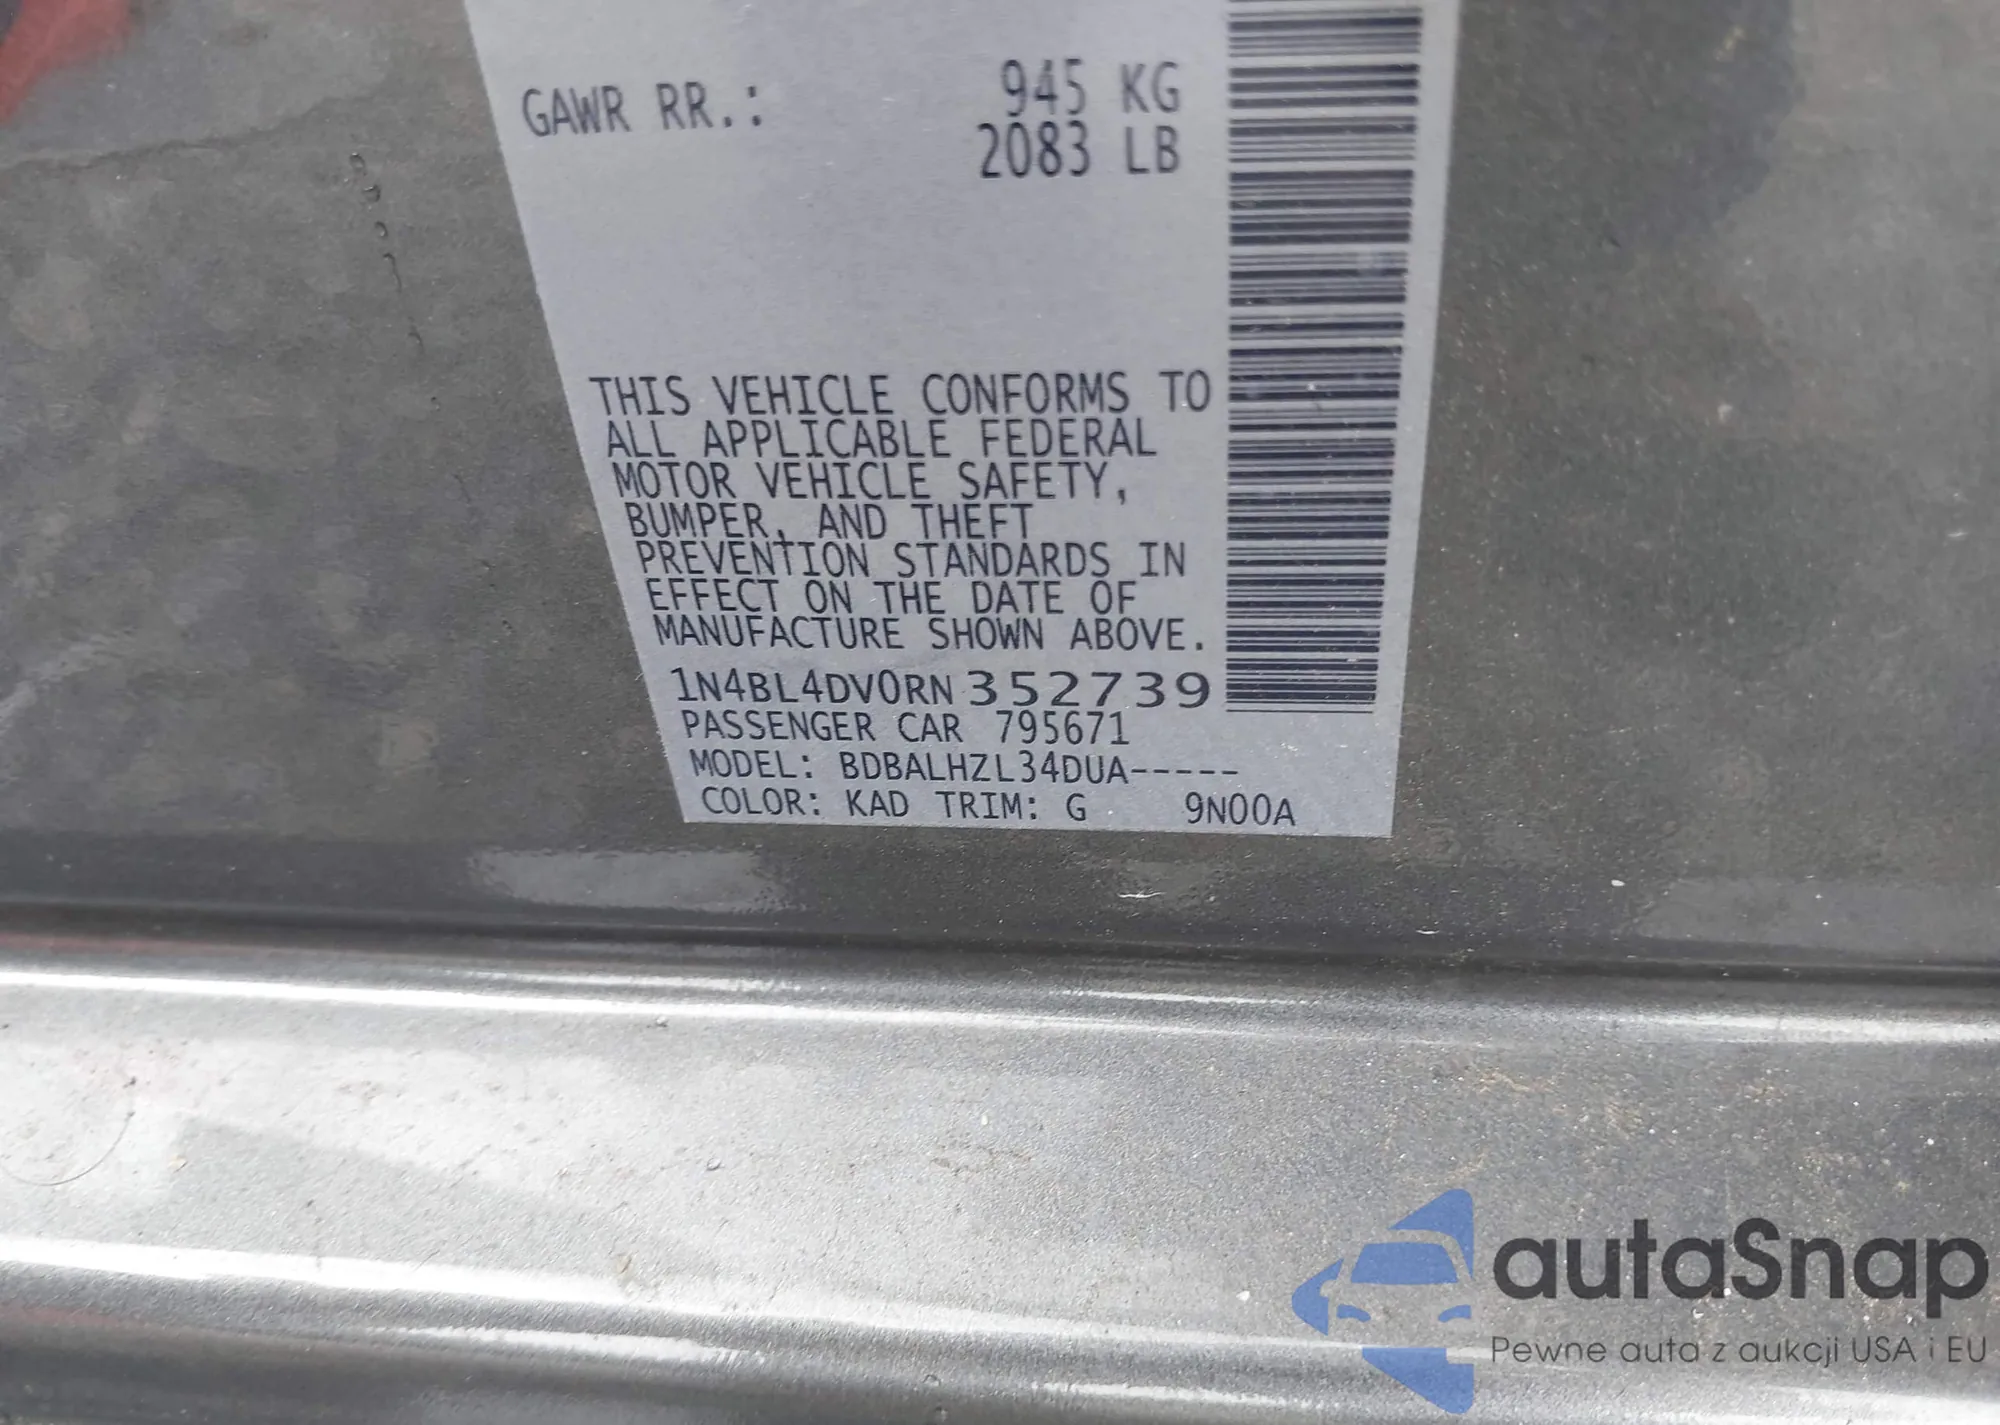 GAWR RR.: 945 KG
2083 LB
THIS VEHICLE CONFORMS TO
ALL APPLICABLE FEDERAL
MOTOR VEHICLE SAFETY,
BUMPER, AND THEFT
PREVENTION STANDARDS IN
EFFECT ON THE DATE OF
MANUFACTURE SHOWN ABOVE.
1N4BL4DV0RN352739
PASSENGER CAR 795671
MODEL: BDBALHZL34DUA-----
COLOR: KAD TRIM: G 9N00A
autaSnap
Pewne auta z aukcji USA i EU